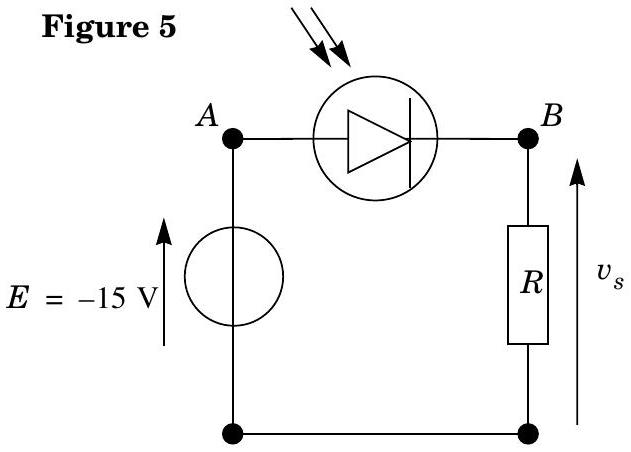 Figure 5
A
B
E = –15 V
R
v_s